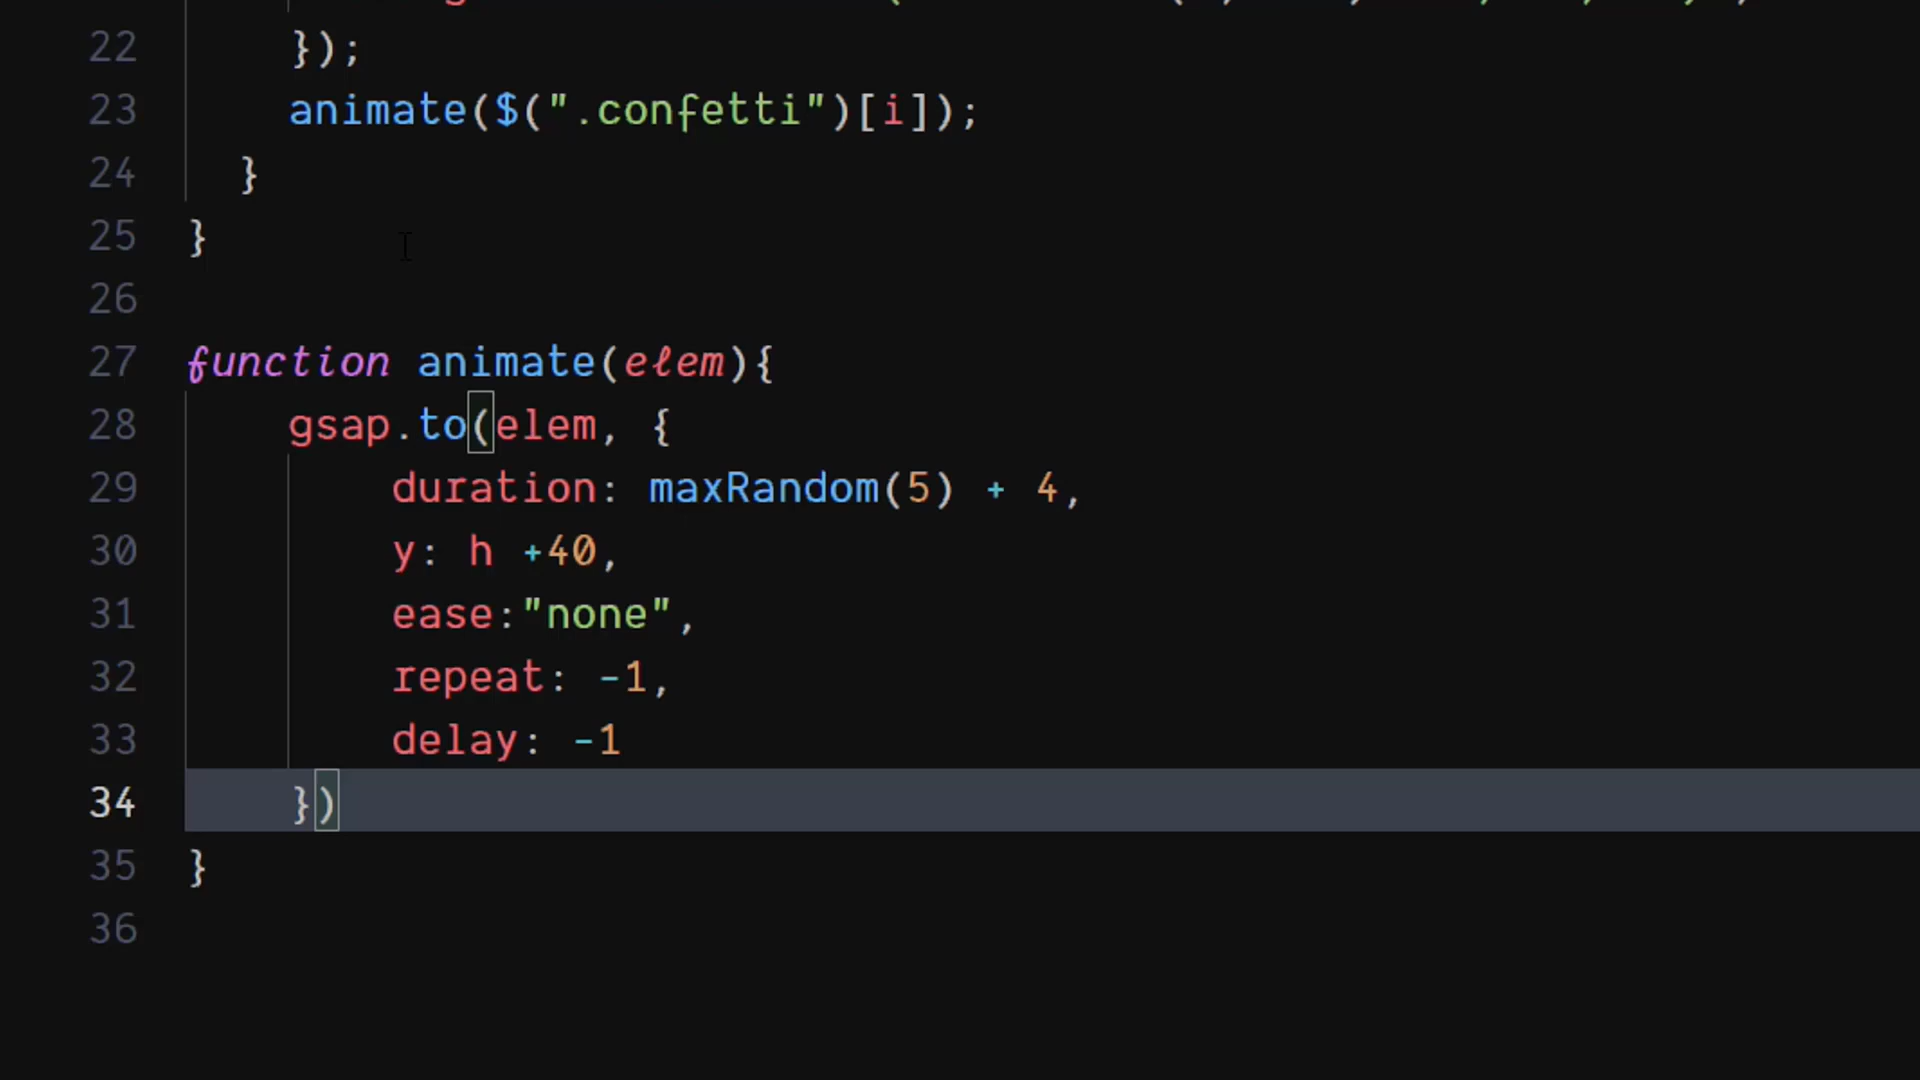 22 });
23 animate($(".confetti")[i]);
24 }
25 }
26
27 function animate(elem){
28 gsap.to(elem, {
29 duration: maxRandom(5) + 4,
30 y: h +40,
31 ease:"none",
32 repeat: -1,
33 delay: -1
34 })
35 }
36